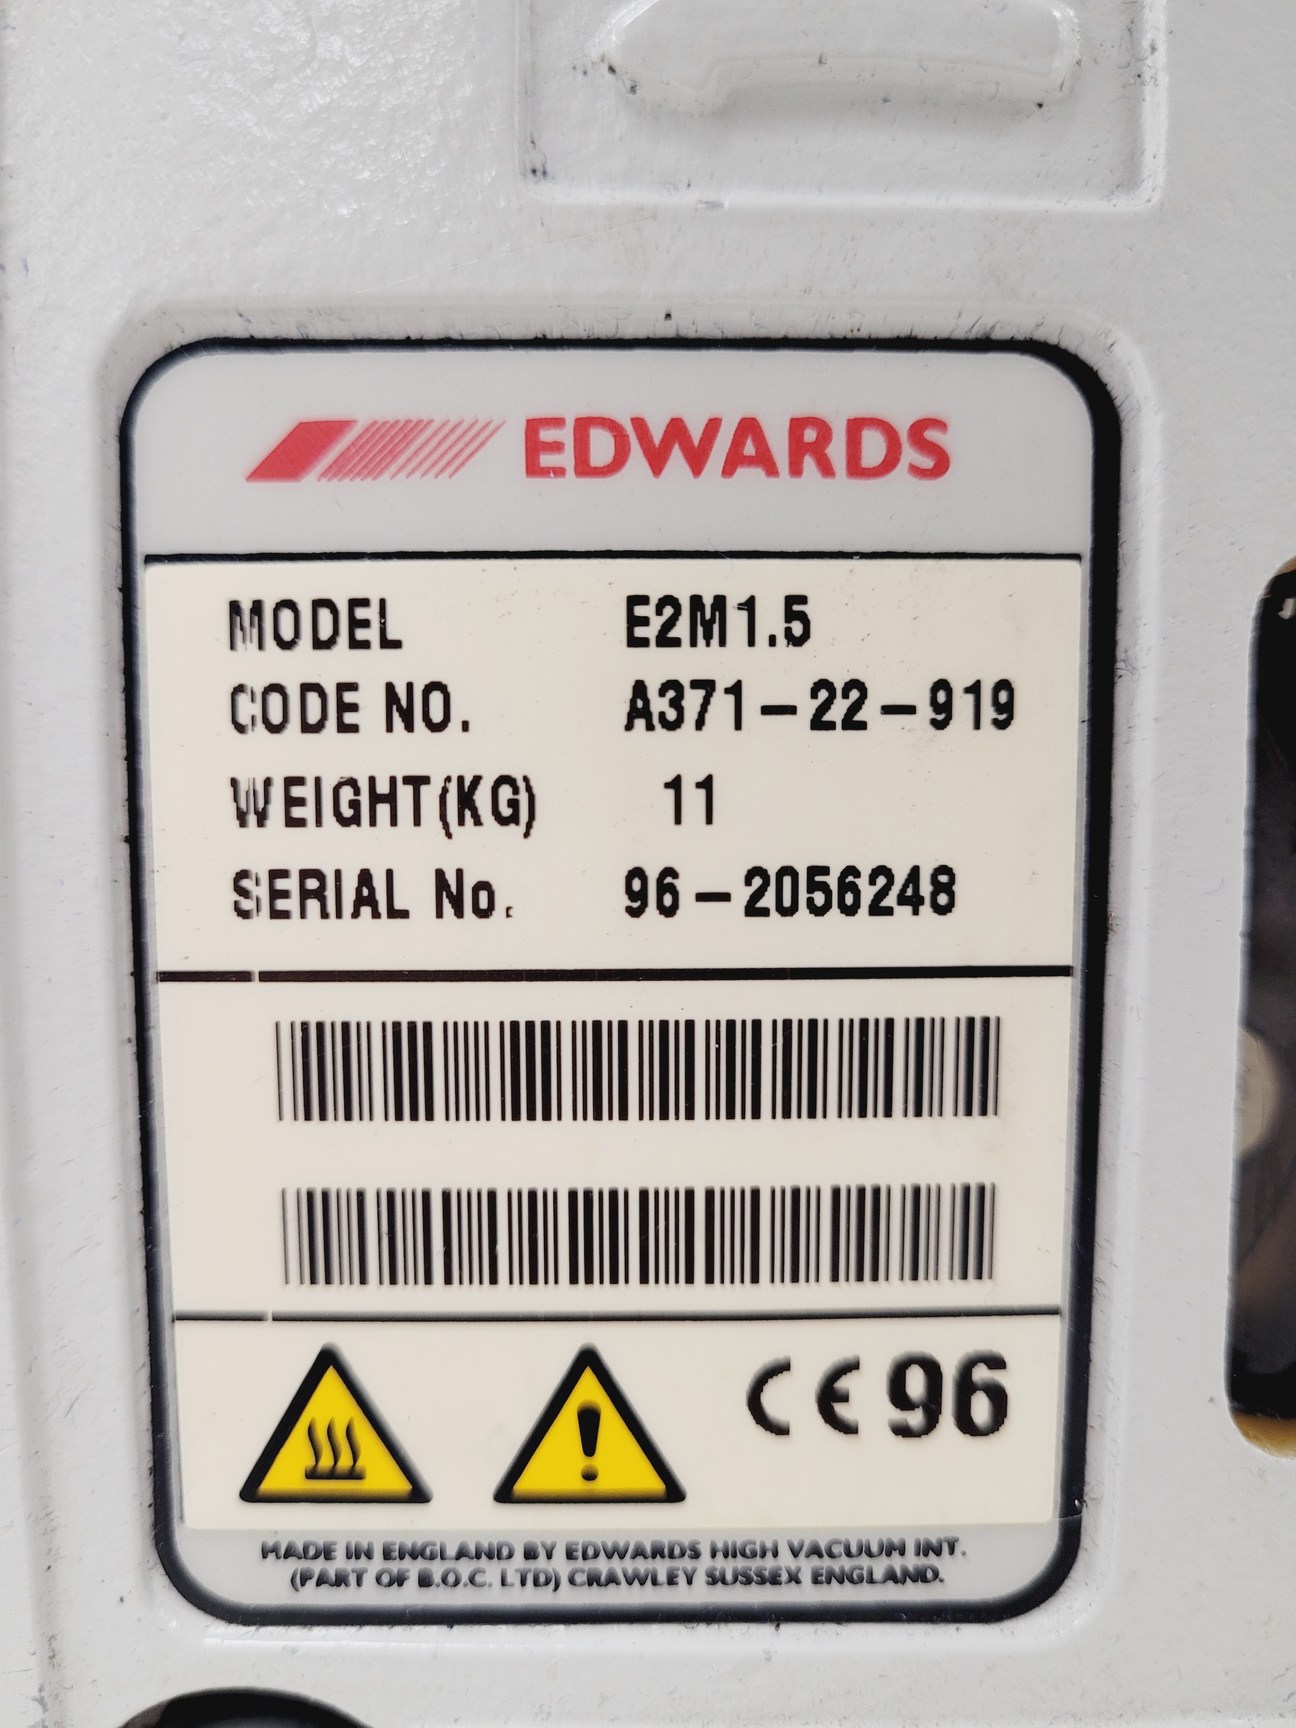 EDWARDS
MODEL E2M1.5
CODE NO. A371-22-919
WEIGHT(KG) 11
SERIAL No. 96-2056248
CE 96
MADE IN ENGLAND BY EDWARDS HIGH VACUUM INT.
(PART OF B.O.C. LTD) CRAWLEY SUSSEX ENGLAND.